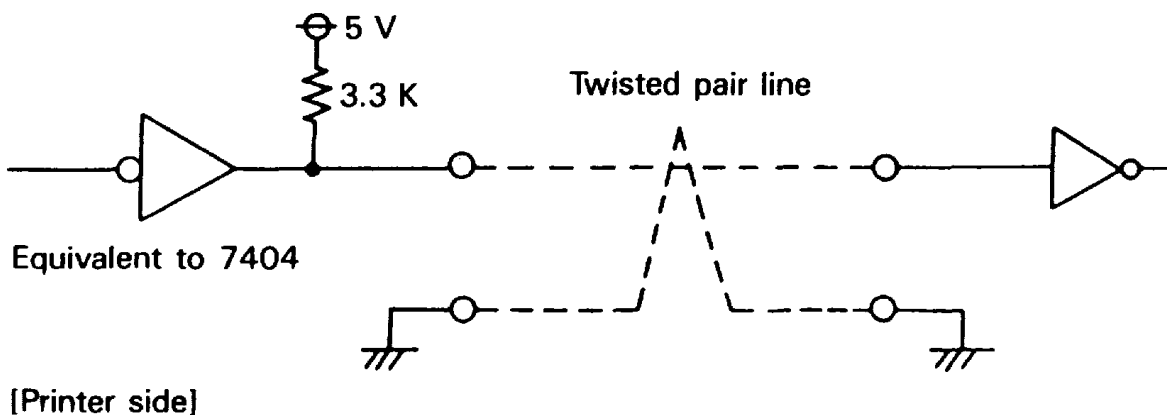 5 V
3.3 K
Twisted pair line
Equivalent to 7404
[Printer side]